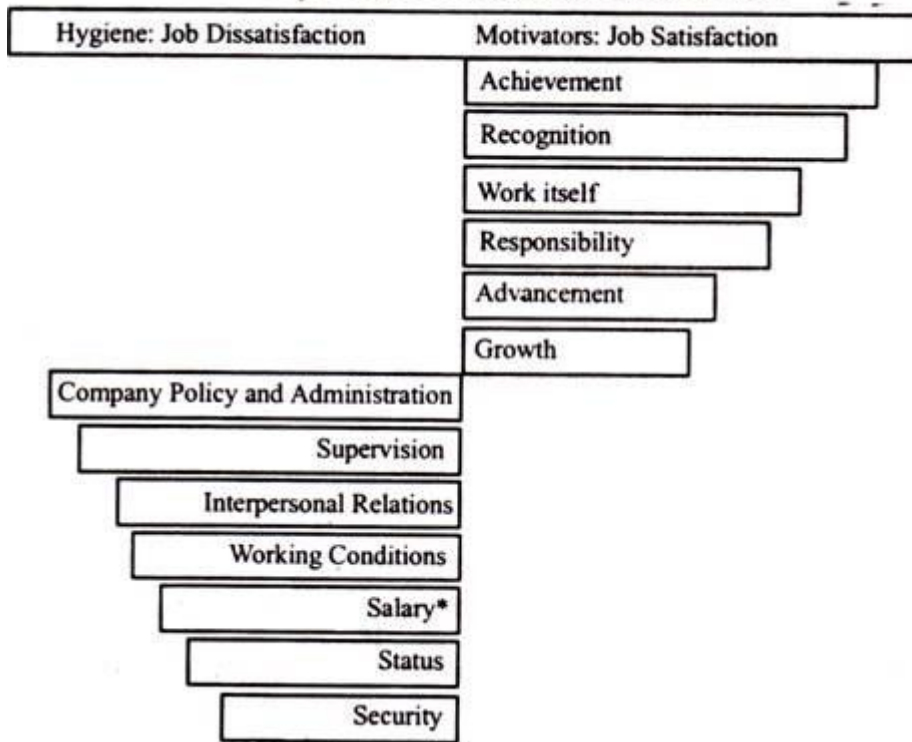 Hygiene: Job Dissatisfaction Motivators: Job Satisfaction
Achievement
Recognition
Work itself
Responsibility
Advancement
Growth
Company Policy and Administration
Supervision
Interpersonal Relations
Working Conditions
Salary*
Status
Security